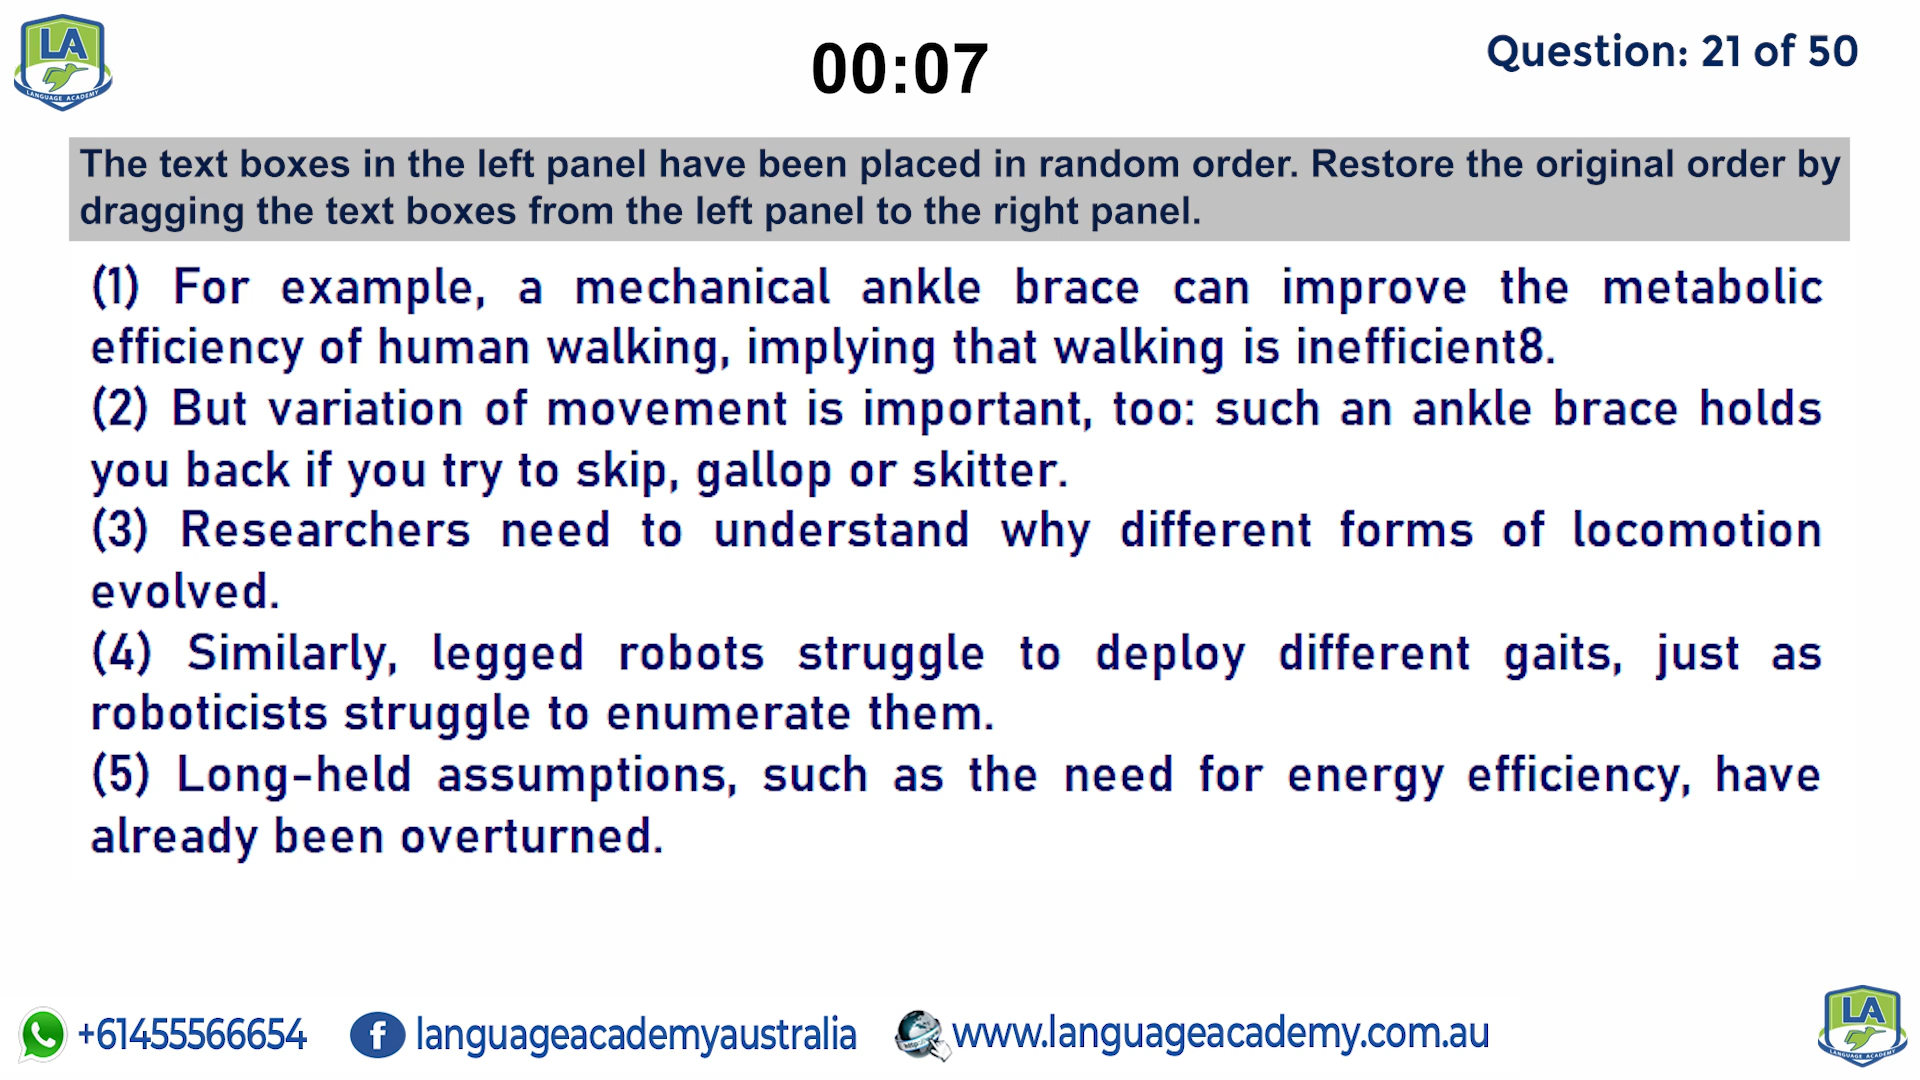 LA
LANGUAGE ACADEMY
00:07
Question: 21 of 50
The text boxes in the left panel have been placed in random order. Restore the original order by
dragging the text boxes from the left panel to the right panel.
(1) For example, a mechanical ankle brace can improve the metabolic
efficiency of human walking, implying that walking is inefficient8.
(2) But variation of movement is important, too: such an ankle brace holds
you back if you try to skip, gallop or skitter.
(3) Researchers need to understand why different forms of locomotion
evolved.
(4) Similarly, legged robots struggle to deploy different gaits, just as
roboticists struggle to enumerate them.
(5) Long-held assumptions, such as the need for energy efficiency, have
already been overturned.
+61455566654
f languageacademyaustralia
www.languageacademy.com.au
LA
LANGUAGE ACADEMY